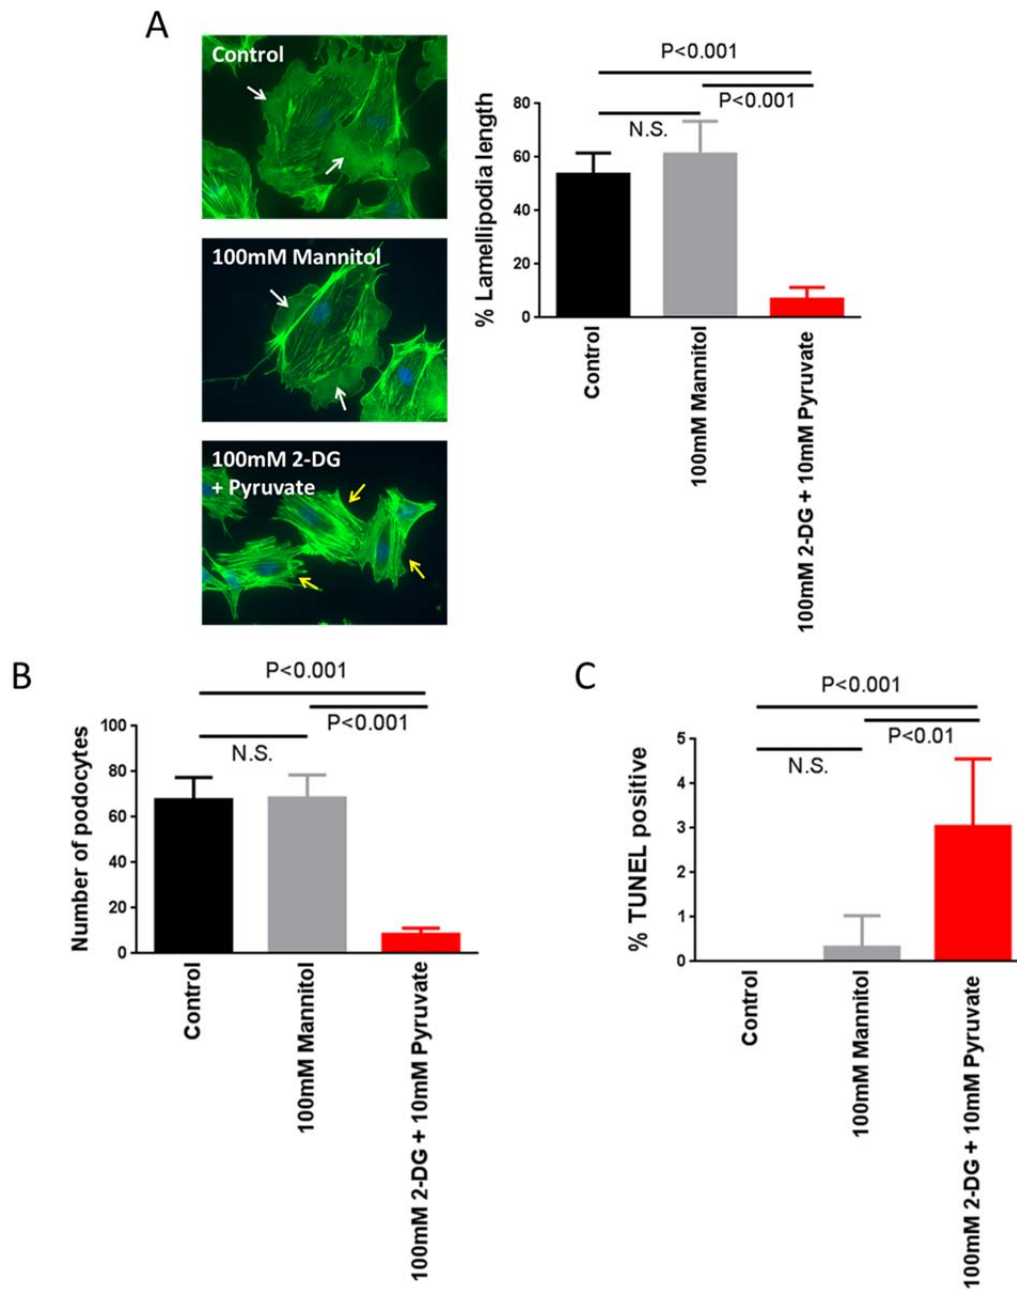 A
Control
100mM Mannitol
100mM 2-DG
+ Pyruvate
P<0.001
P<0.001
N.S.
% Lamellipodia length
80
60
40
20
0
Control
100mM Mannitol
100mM 2-DG + 10mM Pyruvate
B
P<0.001
P<0.001
N.S.
Number of podocytes
100
80
60
40
20
0
Control
100mM Mannitol
100mM 2-DG + 10mM Pyruvate
C
P<0.001
P<0.01
N.S.
% TUNEL positive
5
4
3
2
1
0
Control
100mM Mannitol
100mM 2-DG + 10mM Pyruvate